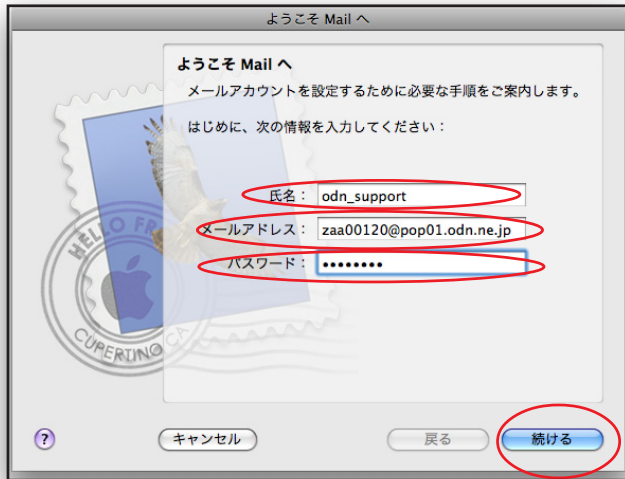 ようこそ Mail へ
ようこそ Mail へ
メールアカウントを設定するために必要な手順をご案内します。
はじめに、次の情報を入力してください：
氏名： odn_support
メールアドレス： zaa00120@pop01.odn.ne.jp
パスワード： ••••••••
HELLO FR
CUPERTINO CA
? キャンセル 戻る 続ける